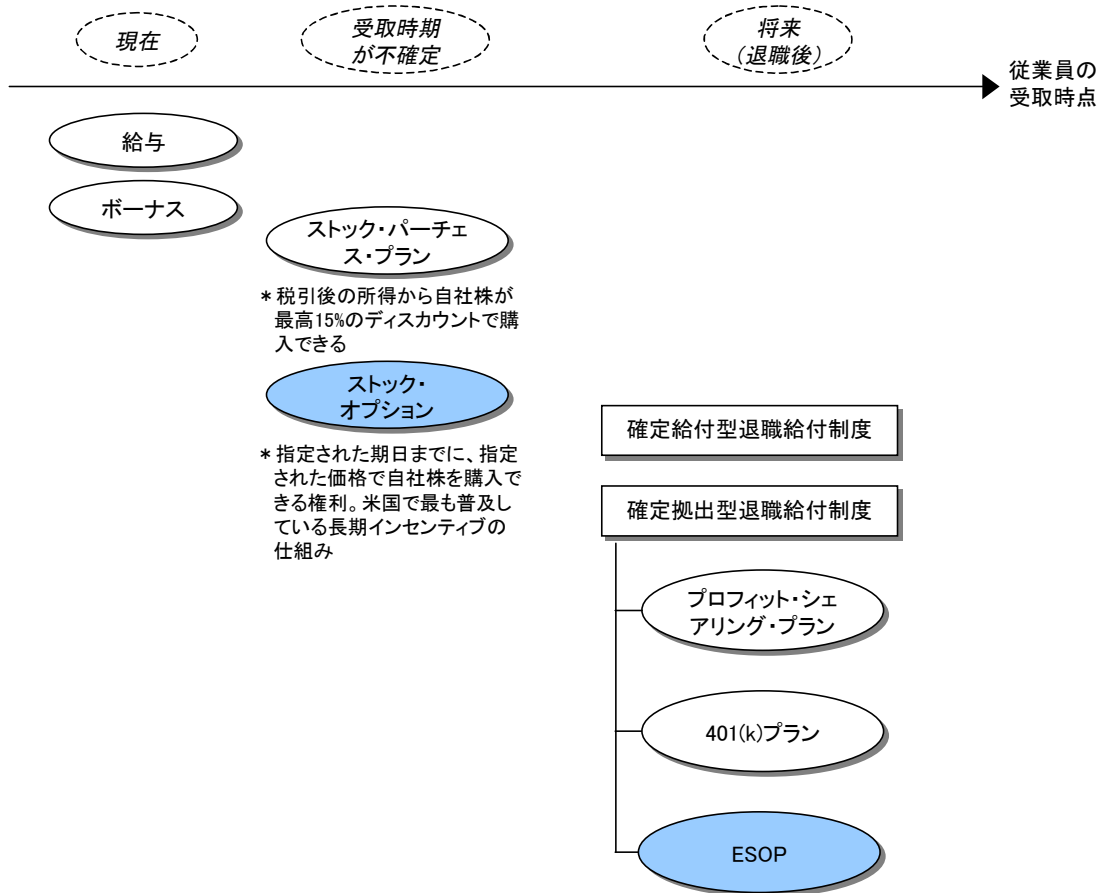 現在
受取時期
が不確定
将来
(退職後)
従業員の
受取時点
給与
ボーナス
ストック・パーチェ
ス・プラン
* 税引後の所得から自社株が
最高15%のディスカウントで購
入できる
ストック・
オプション
* 指定された期日までに、指定
された価格で自社株を購入で
きる権利。米国で最も普及し
ている長期インセンティブの
仕組み
確定給付型退職給付制度
確定拠出型退職給付制度
プロフィット・シェ
アリング・プラン
401(k)プラン
ESOP